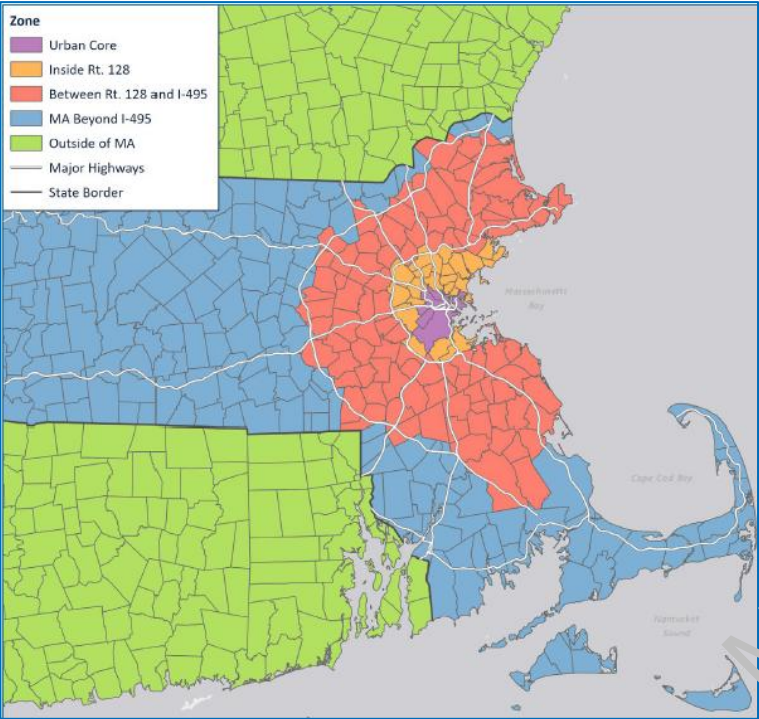 Zone
Urban Core
Inside Rt. 128
Between Rt. 128 and I-495
MA Beyond I-495
Outside of MA
Major Highways
State Border
Massachusetts
Bay
Cape Cod Bay
Nantucket
Sound